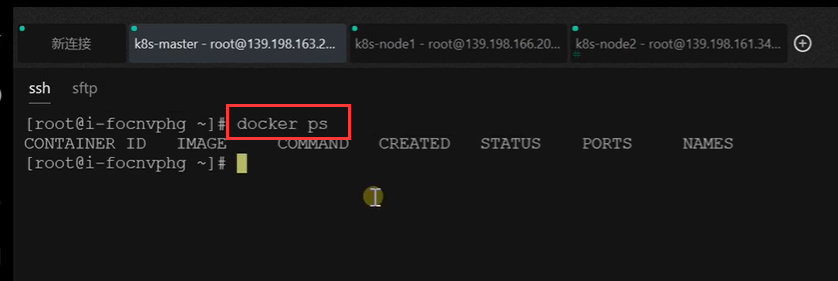 新连接 k8s-master - root@139.198.163.2... k8s-node1 - root@139.198.166.20... k8s-node2 - root@139.198.161.34...
ssh sftp
[root@i-focnvphg ~]# docker ps
CONTAINER ID IMAGE COMMAND CREATED STATUS PORTS NAMES
[root@i-focnvphg ~]#